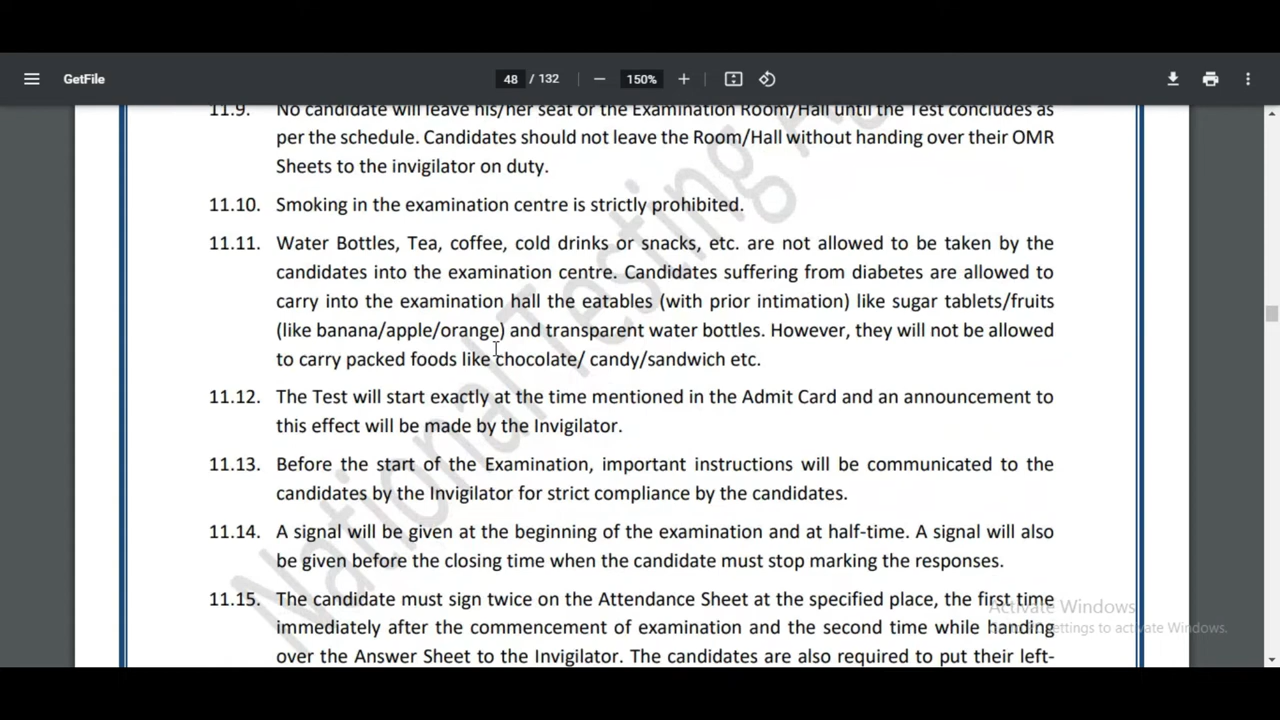 GetFile
48 / 132
150%
11.9. No candidate will leave his/her seat or the Examination Room/Hall until the Test concludes as
per the schedule. Candidates should not leave the Room/Hall without handing over their OMR
Sheets to the invigilator on duty.
11.10. Smoking in the examination centre is strictly prohibited.
11.11. Water Bottles, Tea, coffee, cold drinks or snacks, etc. are not allowed to be taken by the
candidates into the examination centre. Candidates suffering from diabetes are allowed to
carry into the examination hall the eatables (with prior intimation) like sugar tablets/fruits
(like banana/apple/orange) and transparent water bottles. However, they will not be allowed
to carry packed foods like chocolate/ candy/sandwich etc.
11.12. The Test will start exactly at the time mentioned in the Admit Card and an announcement to
this effect will be made by the Invigilator.
11.13. Before the start of the Examination, important instructions will be communicated to the
candidates by the Invigilator for strict compliance by the candidates.
11.14. A signal will be given at the beginning of the examination and at half-time. A signal will also
be given before the closing time when the candidate must stop marking the responses.
11.15. The candidate must sign twice on the Attendance Sheet at the specified place, the first time
immediately after the commencement of examination and the second time while handing
over the Answer Sheet to the Invigilator. The candidates are also required to put their left-
National Testing Ag
Activate Windows
Go to Settings to activate Windows.